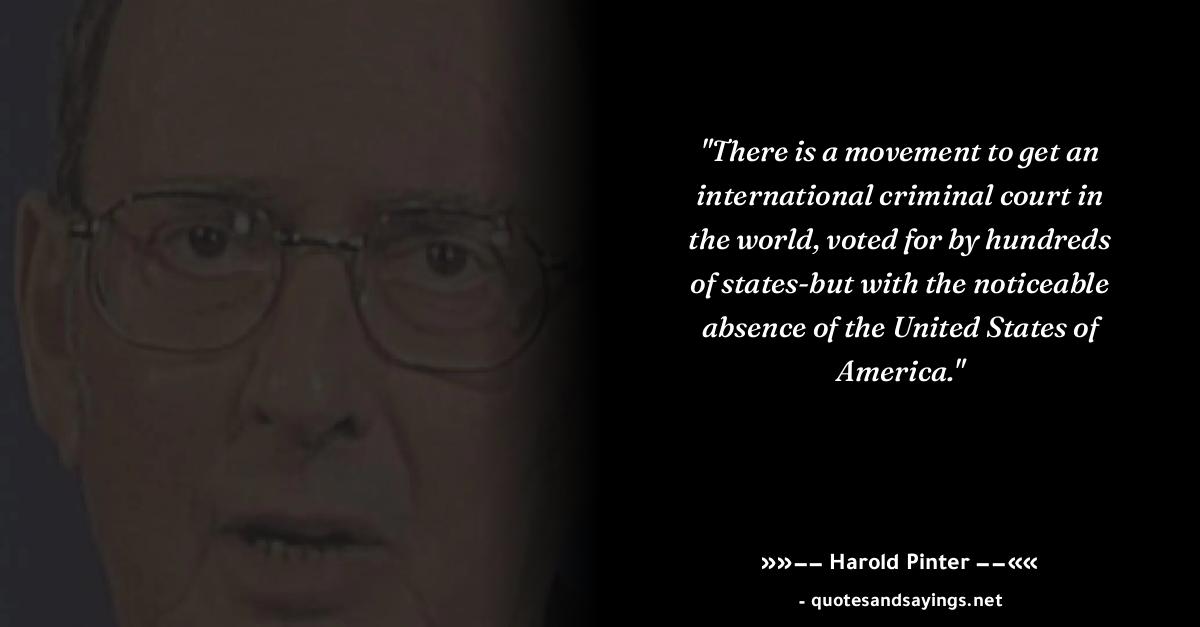 "There is a movement to get an
international criminal court in
the world, voted for by hundreds
of states-but with the noticeable
absence of the United States of
America."
»»–– Harold Pinter ––««
- quotesandsayings.net